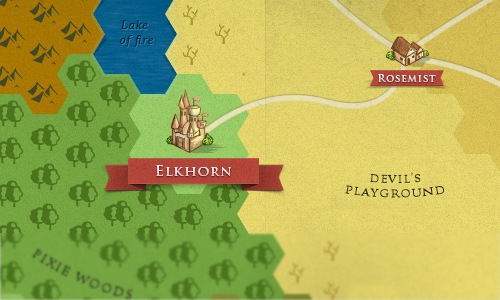 Lake
of fire
Rosemist
Elkhorn
DEVIL'S
PLAYGROUND
PIXIE WOODS